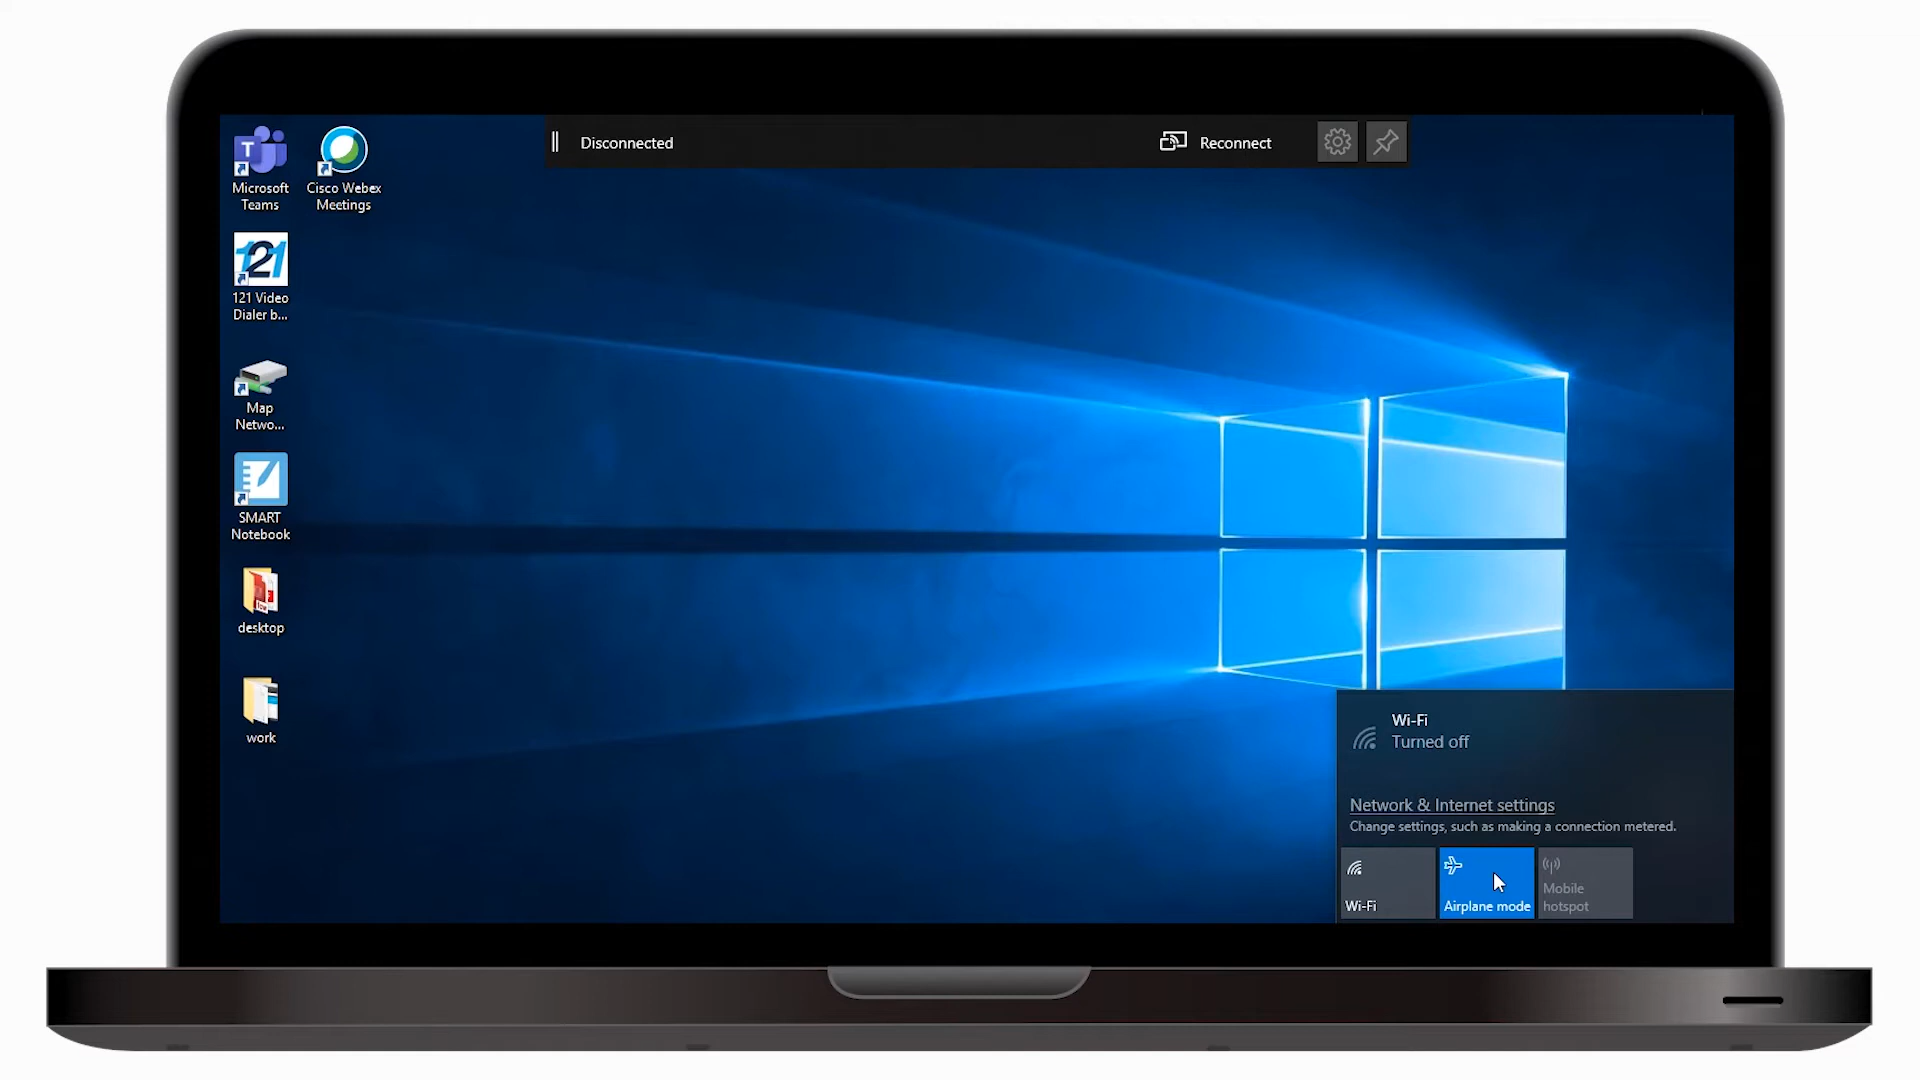 Disconnected
Reconnect
Microsoft
Teams
Cisco Webex
Meetings
121
121 Video
Dialer b...
Map
Netwo...
SMART
Notebook
desktop
work
Wi-Fi
Turned off
Network & Internet settings
Change settings, such as making a connection metered.
Wi-Fi
Airplane mode
Mobile
hotspot